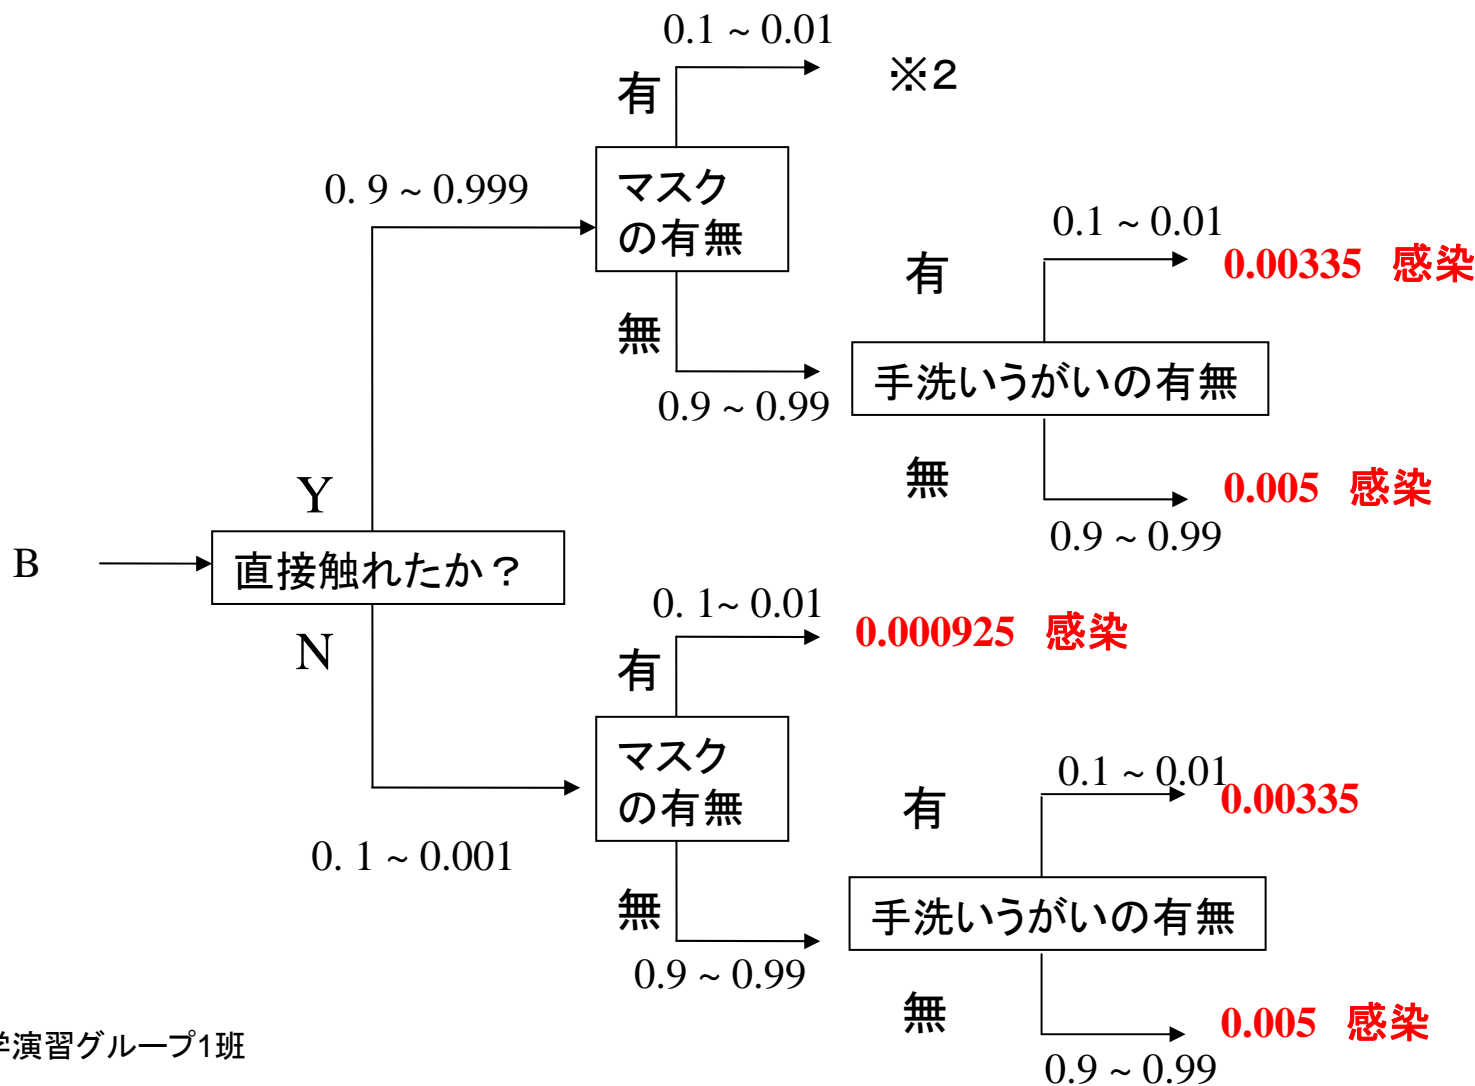 0.1 ~ 0.01
有
※2
マスク
の有無
0. 9 ~ 0.999
0.1 ~ 0.01
有
0.00335 感染
無
0.9 ~ 0.99
手洗いうがいの有無
無
0.005 感染
0.9 ~ 0.99
Y
B
直接触れたか？
N
0. 1~ 0.01
有
0.000925 感染
マスク
の有無
0.1 ~ 0.01
有
0.00335
0. 1 ~ 0.001
無
0.9 ~ 0.99
手洗いうがいの有無
無
0.005 感染
0.9 ~ 0.99
学演習グループ1班